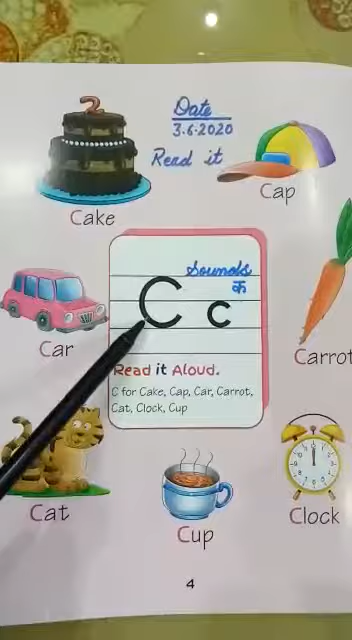 2
Date
3.6.2020
Read it
Cake
Cap
Sounds
क
C c
Car
Carrot
Read it Aloud.
C for Cake, Cap, Car, Carrot,
Cat, Clock, Cup
Cat
Cup
Clock
4